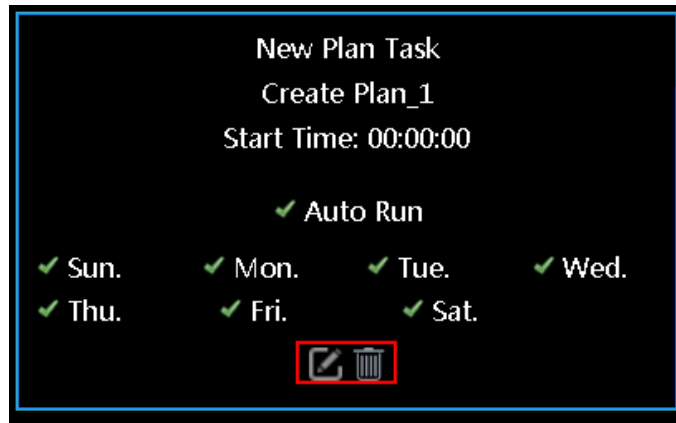 New Plan Task
Create Plan_1
Start Time: 00:00:00
Auto Run
Sun. Mon. Tue. Wed.
Thu. Fri. Sat.